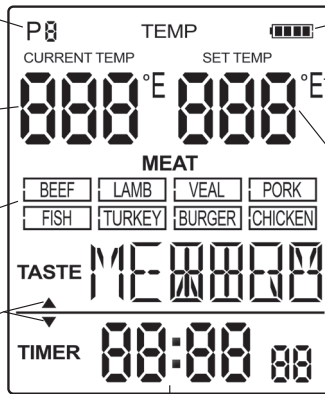 P8 TEMP
CURRENT TEMP SET TEMP
888°E 888°E
MEAT
BEEF LAMB VEAL PORK
FISH TURKEY BURGER CHICKEN
TASTE ME
TIMER 88:88 88